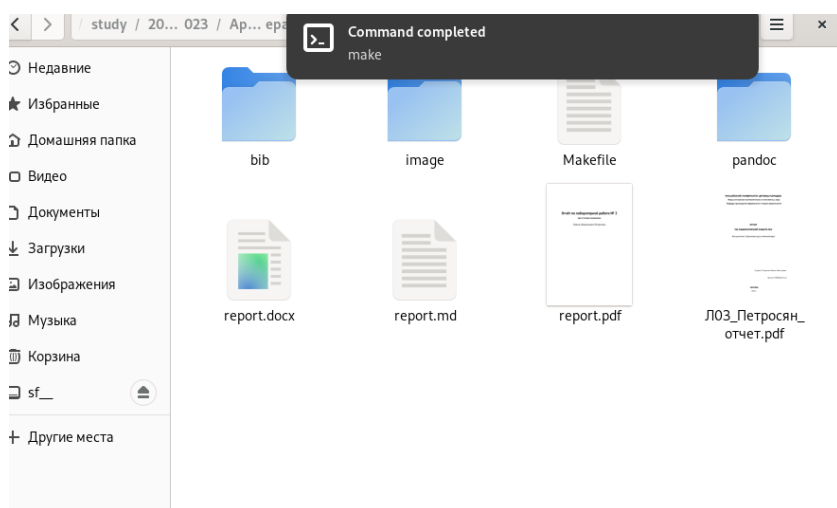 / study / 20... 023 / Ap... epa
Command completed
make
Недавние
Избранные
Домашняя папка
Видео
Документы
Загрузки
Изображения
Музыка
Корзина
sf__
Другие места
bib
image
Makefile
pandoc
report.docx
report.md
report.pdf
Л03_Петросян_
отчет.pdf